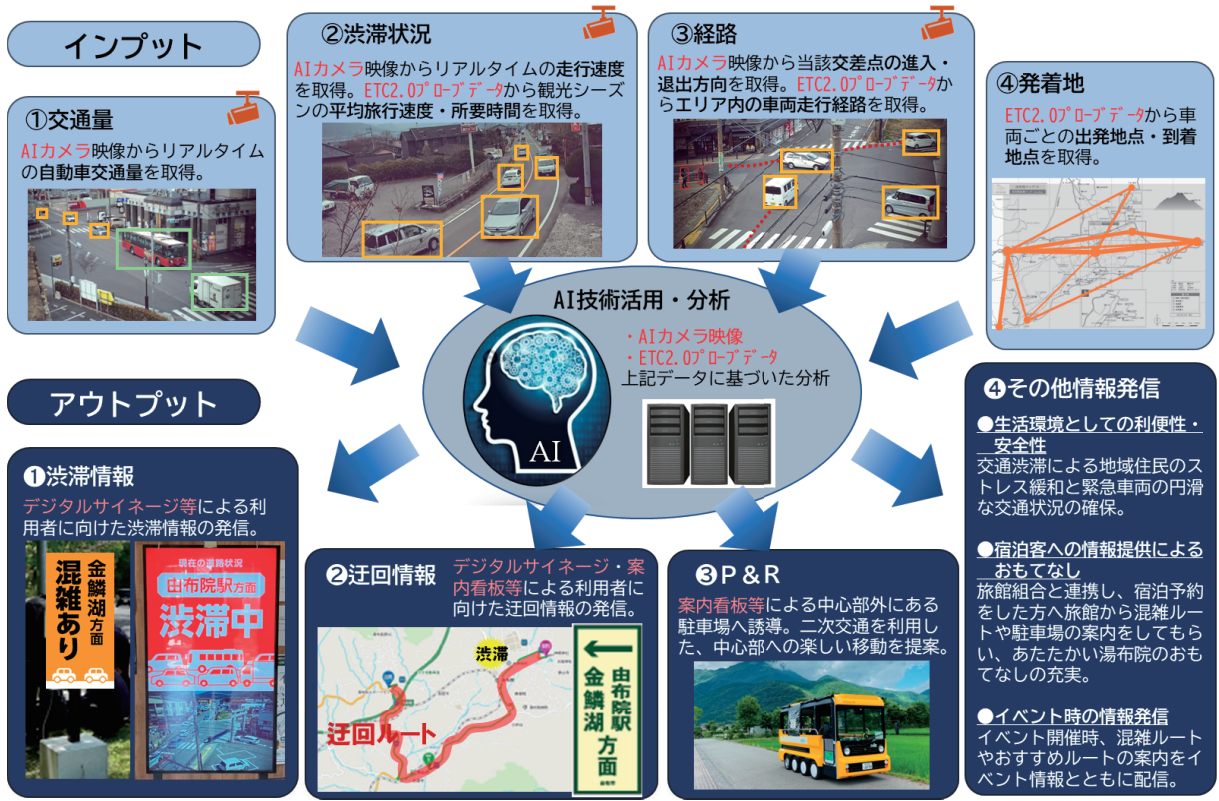 インプット
①交通量
AIカメラ映像からリアルタイム
の自動車交通量を取得。
②渋滞状況
AIカメラ映像からリアルタイムの走行速度
を取得。ETC2.0ﾌﾟﾛｰﾌﾞﾃﾞｰﾀから観光シーズ
ンの平均旅行速度・所要時間を取得。
③経路
AIカメラ映像から当該交差点の進入・
退出方向を取得。ETC2.0ﾌﾟﾛｰﾌﾞﾃﾞｰﾀか
らエリア内の車両走行経路を取得。
④発着地
ETC2.0ﾌﾟﾛｰﾌﾞﾃﾞｰﾀから車
両ごとの出発地点・到着
地点を取得。
AI技術活用・分析
・AIカメラ映像
・ETC2.0ﾌﾟﾛｰﾌﾞﾃﾞｰﾀ
上記データに基づいた分析
AI
アウトプット
❶渋滞情報
デジタルサイネージ等による利
用者に向けた渋滞情報の発信。
金鱗湖方面
混雑あり
現在の道路状況
由布院駅方面
渋滞中
❷迂回情報
デジタルサイネージ・案
内看板等による利用者に
向けた迂回情報の発信。
渋滞
迂回ルート
由布院駅
金鱗湖
方面
❸P＆R
案内看板等による中心部外にある
駐車場へ誘導。二次交通を利用し
た、中心部への楽しい移動を提案。
❹その他情報発信
●生活環境としての利便性・
安全性
交通渋滞による地域住民のス
トレス緩和と緊急車両の円滑
な交通状況の確保。
●宿泊客への情報提供による
おもてなし
旅館組合と連携し、宿泊予約
をした方へ旅館から混雑ルー
トや駐車場の案内をしてもら
い、あたたかい湯布院のおも
てなしの充実。
●イベント時の情報発信
イベント開催時、混雑ルート
やおすすめルートの案内をイ
ベント情報とともに配信。